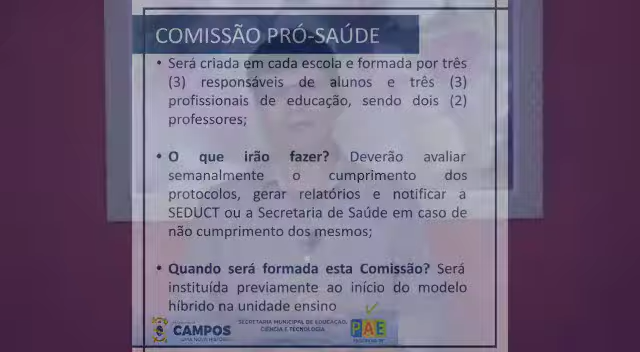 COMISSÃO PRÓ-SAÚDE
• Será criada em cada escola e formada por três
(3) responsáveis de alunos e três (3)
profissionais de educação, sendo dois (2)
professores;
• O que irão fazer? Deverão avaliar
semanalmente o cumprimento dos
protocolos, gerar relatórios e notificar a
SEDUCT ou a Secretaria de Saúde em caso de
não cumprimento dos mesmos;
• Quando será formada esta Comissão? Será
instituída previamente ao início do modelo
híbrido na unidade ensino
CAMPOS
SECRETARIA MUNICIPAL DE EDUCAÇÃO,
CIÊNCIA E TECNOLOGIA
PAE